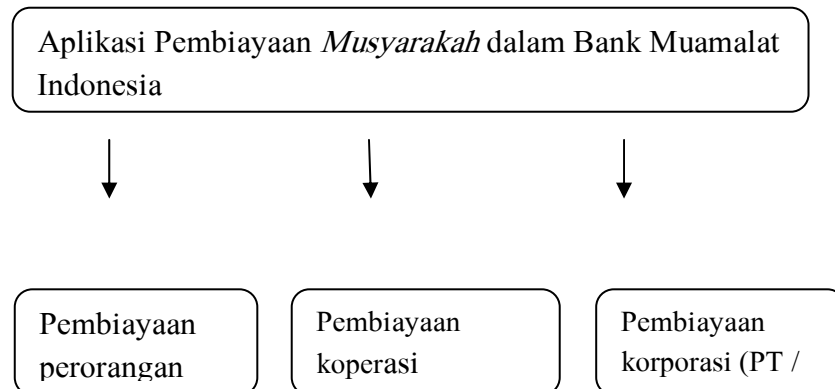 Aplikasi Pembiayaan Musyarakah dalam Bank Muamalat
Indonesia
Pembiayaan
perorangan
Pembiayaan
koperasi
Pembiayaan
korporasi (PT /